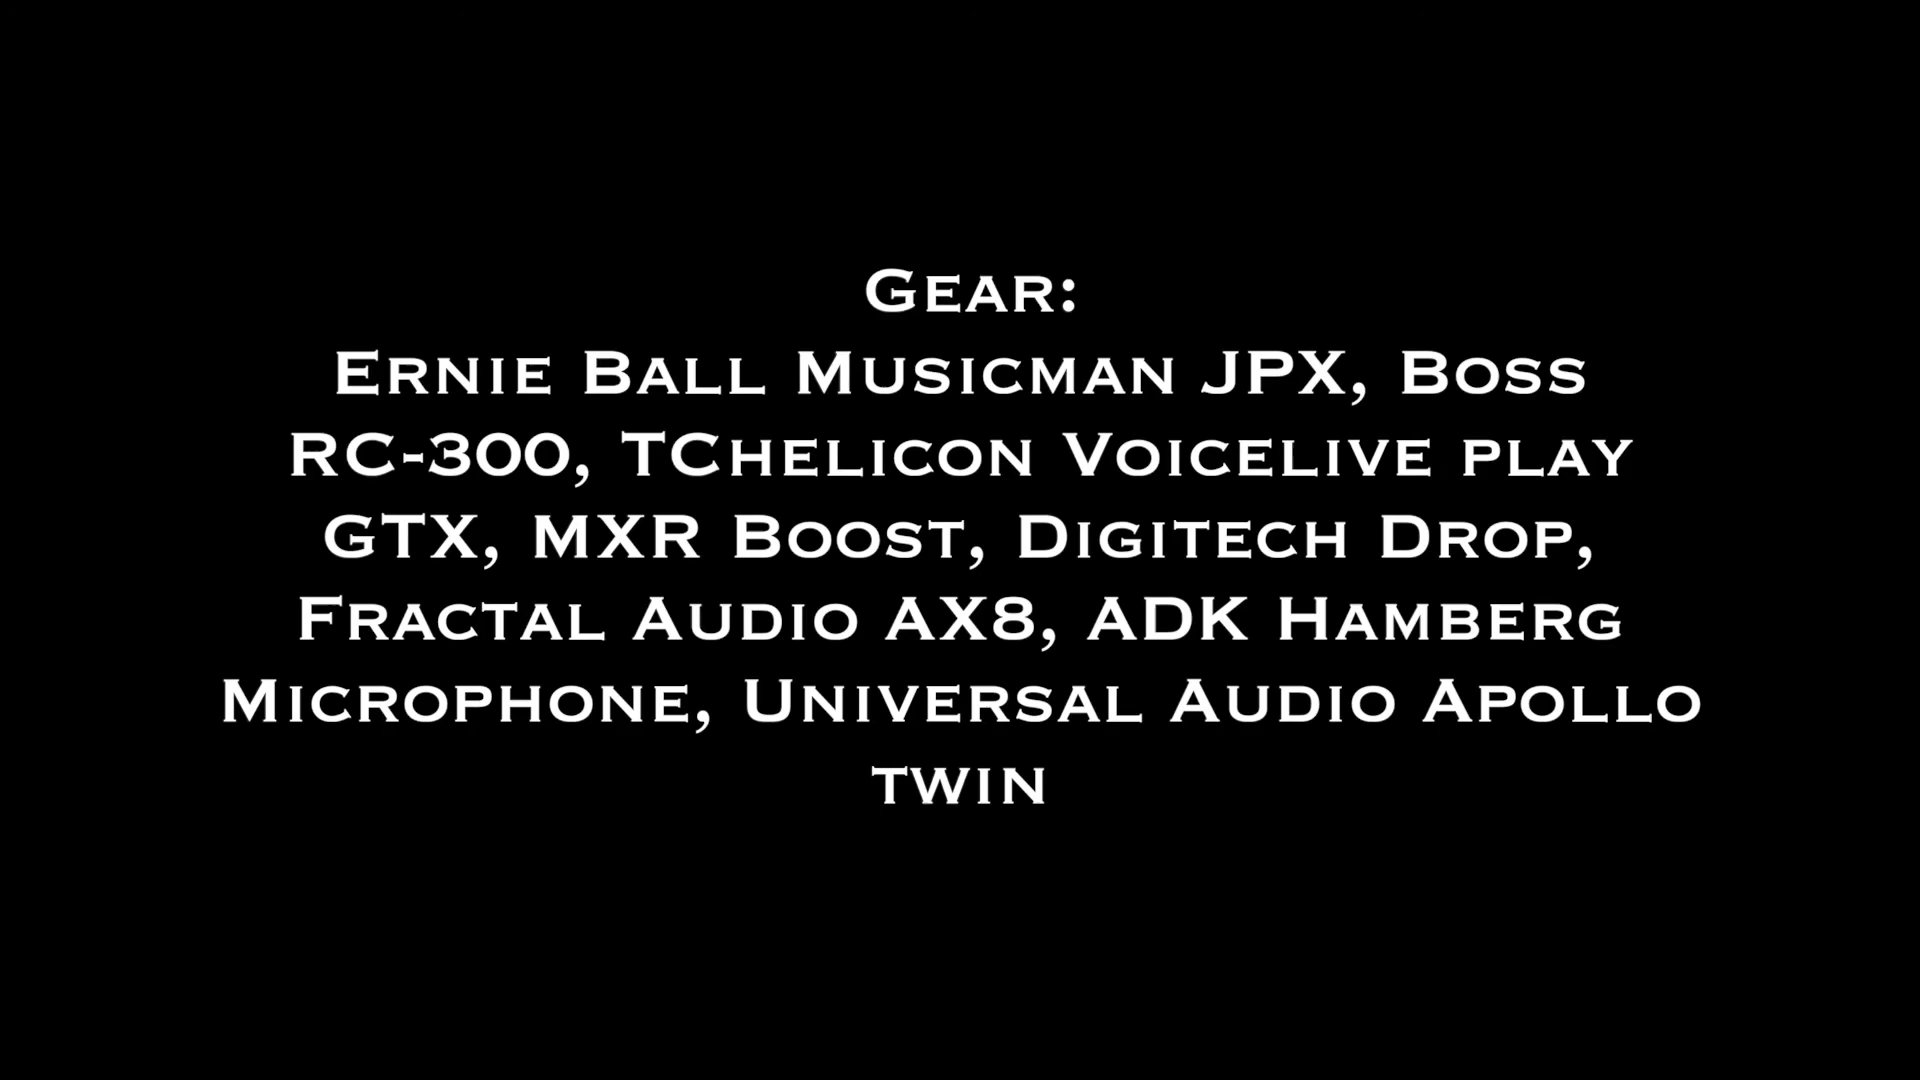 Gear:
Ernie Ball Musicman JPX, Boss
RC-300, TCHelicon Voicelive play
GTX, MXR Boost, Digitech Drop,
Fractal Audio AX8, ADK Hamberg
Microphone, Universal Audio Apollo
twin